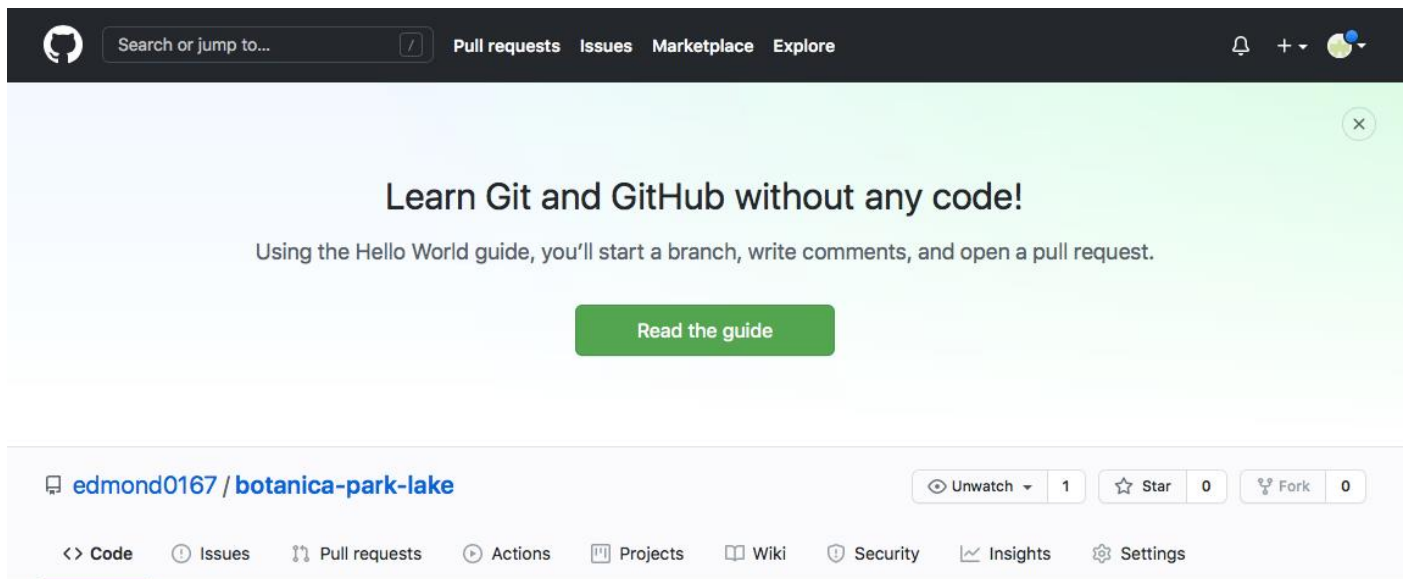 Search or jump to... / Pull requests Issues Marketplace Explore
Learn Git and GitHub without any code!
Using the Hello World guide, you’ll start a branch, write comments, and open a pull request.
Read the guide
edmond0167 / botanica-park-lake Unwatch 1 Star 0 Fork 0
<> Code Issues Pull requests Actions Projects Wiki Security Insights Settings